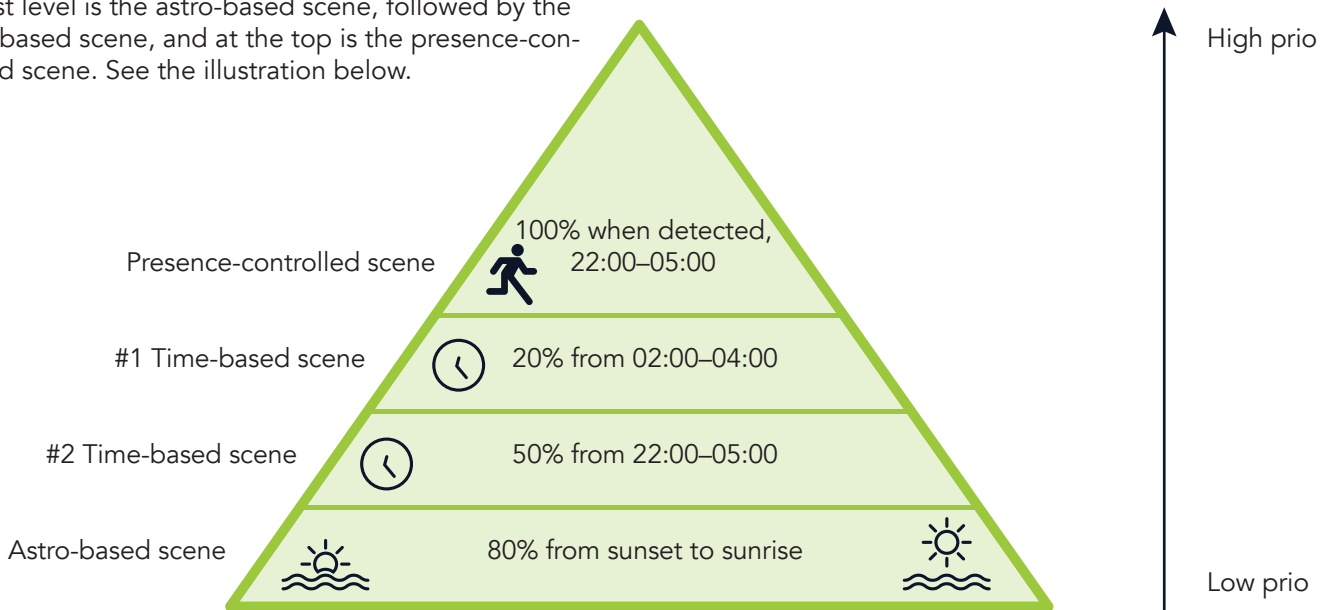 st level is the astro-based scene, followed by the
based scene, and at the top is the presence-con-
d scene. See the illustration below.
High prio
100% when detected,
Presence-controlled scene
22:00–05:00
#1 Time-based scene
20% from 02:00–04:00
#2 Time-based scene
50% from 22:00–05:00
Astro-based scene
80% from sunset to sunrise
Low prio